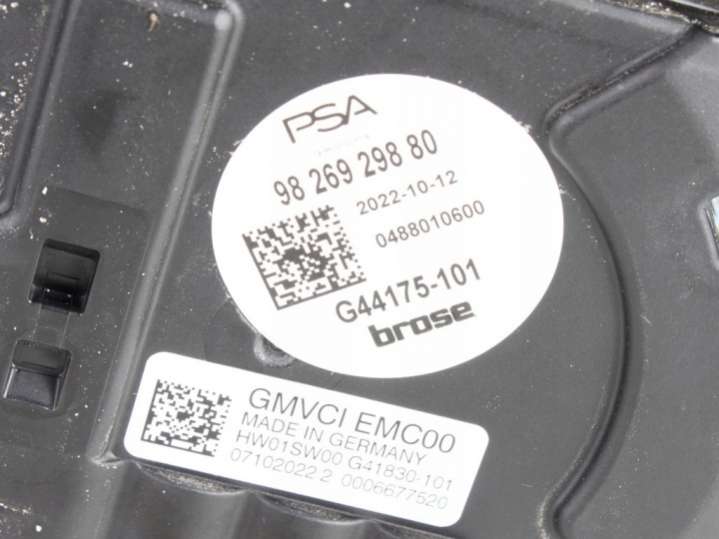 PSA
98 269 298 80
2022-10-12
0488010600
G44175-101
brose
GMVCI EMC00
MADE IN GERMANY
HW01SW00 G41830-101
07102022 2 0006677520